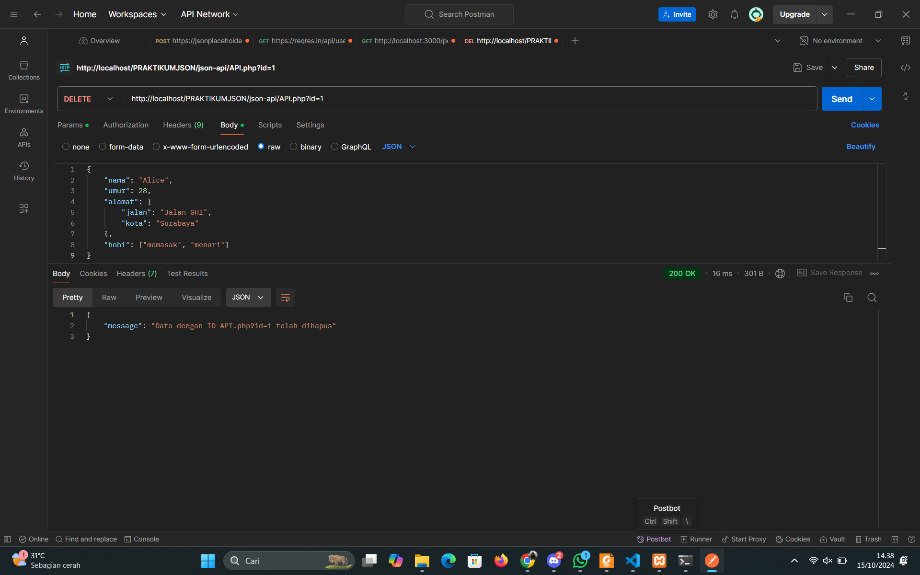 Home Workspaces API Network Search Postman Invite Upgrade
Overview POST https://jsonplaceholde GET https://reqres.in/api/use GET http://localhost:3000/p DEL http://localhost/PRAKTI No environment
http://localhost/PRAKTIKUMJSON/json-api/API.php?id=1 Save Share
Collections
DELETE http://localhost/PRAKTIKUMJSON/json-api/API.php?id=1 Send
Environments
Params Authorization Headers (9) Body Scripts Settings Cookies
APIs
none form-data x-www-form-urlencoded raw binary GraphQL JSON Beautify
History
1 {
2 "nama": "Alice",
3 "umur": 28,
4 "alamat": {
5 "jalan": "Jalan GHI",
6 "kota": "Surabaya"
7 },
8 "hobi": ["memasak", "menari"]
9 }
Body Cookies Headers (7) Test Results 200 OK 16 ms 301 B Save Response
Pretty Raw Preview Visualize JSON
1 {
2 "message": "Data dengan ID API.php?id=1 telah dihapus"
3 }
Postbot
Ctrl Shift \
Online Find and replace Console Postbot Runner Start Proxy Cookies Vault Trash
1 31°C
Sebagian cerah
Cari
2
1
14.38
15/10/2024